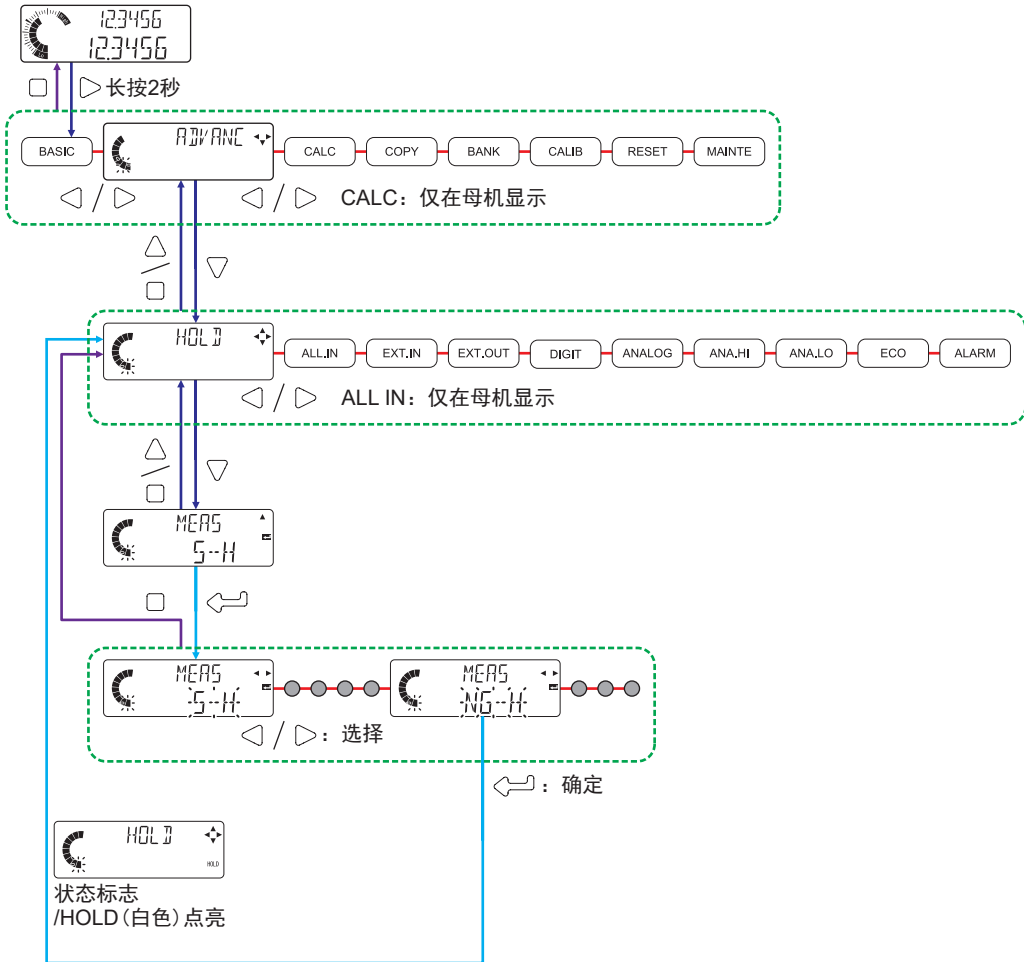 12.3456
12.3456
长按2秒
BASIC
ADVANC
CALC
COPY
BANK
CALIB
RESET
MAINTE
/
/
CALC：仅在母机显示
HOLD
ALL.IN
EXT.IN
EXT.OUT
DIGIT
ANALOG
ANA.HI
ANA.LO
ECO
ALARM
/
ALL IN：仅在母机显示
MEAS
S-H
MEAS
S-H
MEAS
NG-H
/ ：选择
：确定
HOLD
HOLD
状态标志
/HOLD（白色）点亮